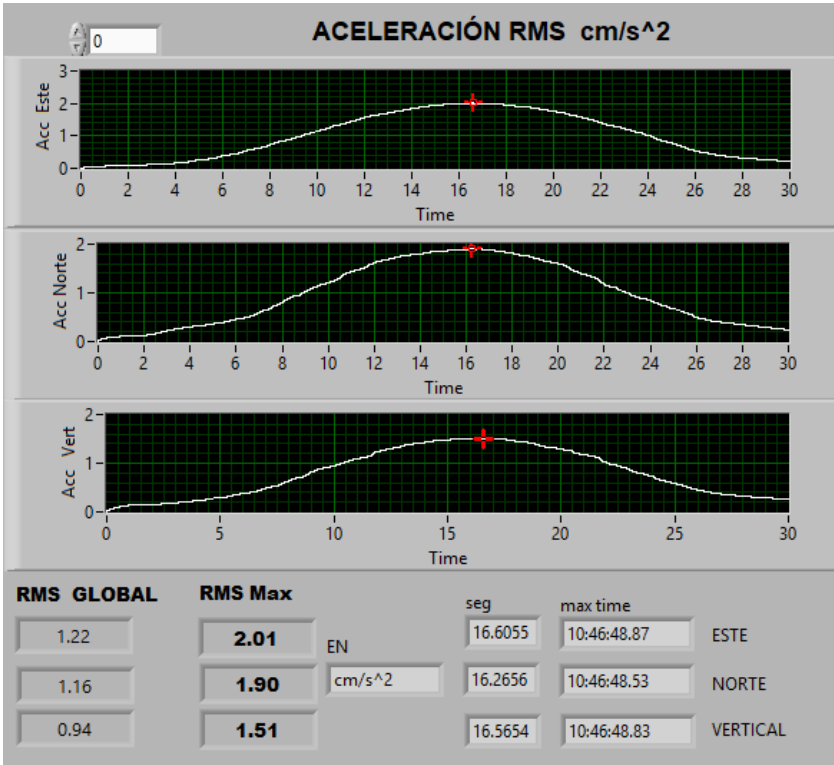 0
ACELERACIÓN RMS cm/s^2
3
2
1
0
Acc Este
0 2 4 6 8 10 12 14 16 18 20 22 24 26 28 30
Time
2
1
0
Acc Norte
0 2 4 6 8 10 12 14 16 18 20 22 24 26 28 30
Time
2
1
0
Acc Vert
0 5 10 15 20 25 30
Time
RMS GLOBAL RMS Max seg max time
1.22 2.01 EN 16.6055 10:46:48.87 ESTE
1.16 1.90 cm/s^2 16.2656 10:46:48.53 NORTE
0.94 1.51 16.5654 10:46:48.83 VERTICAL